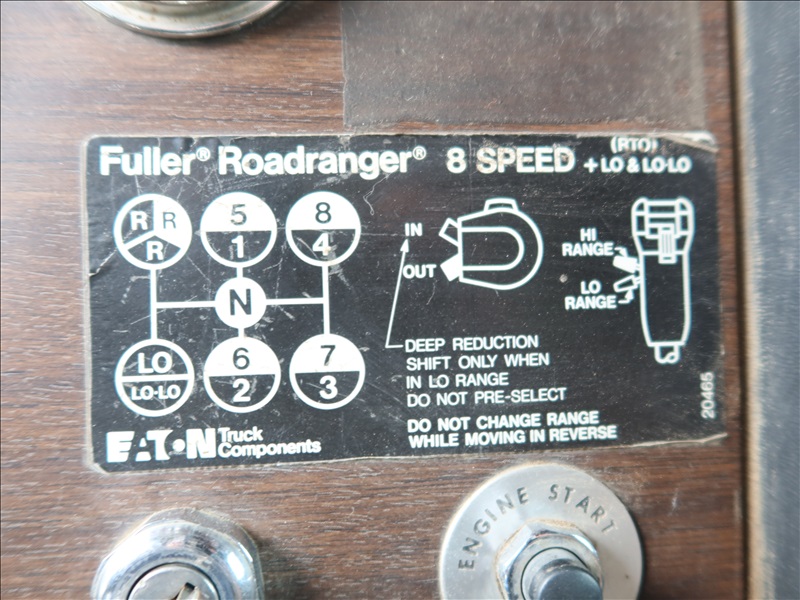 Fuller® Roadranger® 8 SPEED (RTO) + LO & LO-LO
R R 5 8
R 1 4
N
LO 6 7
LO-LO 2 3
IN
OUT
HI
RANGE
LO
RANGE
DEEP REDUCTION
SHIFT ONLY WHEN
IN LO RANGE
DO NOT PRE-SELECT
DO NOT CHANGE RANGE
WHILE MOVING IN REVERSE
20465
EATON Truck
Components
ENGINE START